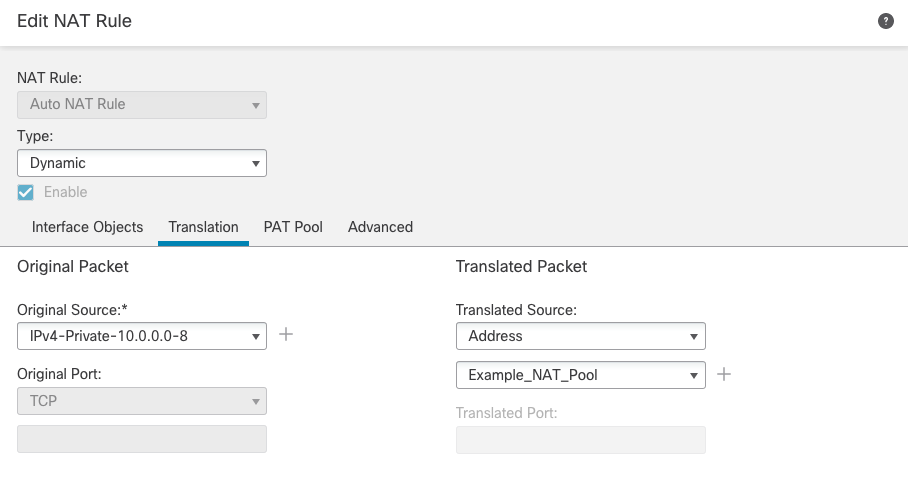 Edit NAT Rule
?
NAT Rule:
Auto NAT Rule
Type:
Dynamic
Enable
Interface Objects Translation PAT Pool Advanced
Original Packet Translated Packet
Original Source:* Translated Source:
IPv4-Private-10.0.0.0-8 Address
Original Port: Example_NAT_Pool
TCP Translated Port: